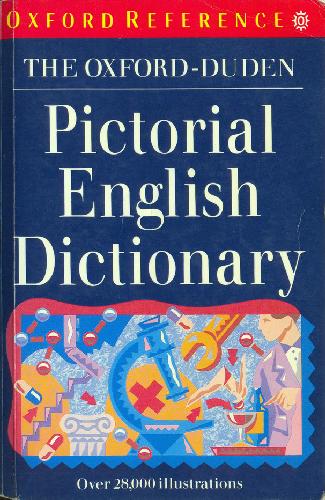 OXFORD REFERENCE
THE OXFORD-DUDEN
Pictorial
English
Dictionary
Over 28,000 illustrations